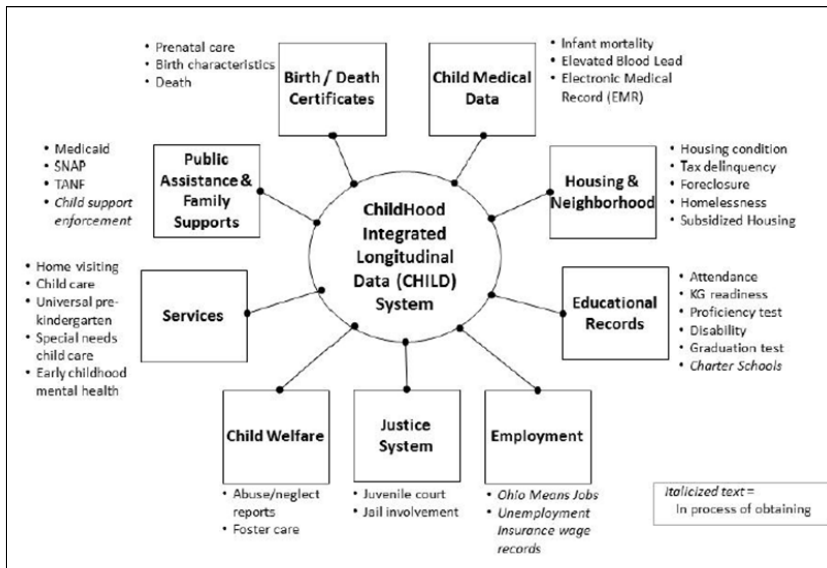 • Prenatal care
• Birth characteristics
• Death
Birth / Death
Certificates
Child Medical
Data
• Infant mortality
• Elevated Blood Lead
• Electronic Medical
Record (EMR)
• Medicaid
• SNAP
• TANF
• Child support
enforcement
Public
Assistance &
Family
Supports
ChildHood
Integrated
Longitudinal
Data (CHILD)
System
Housing &
Neighborhood
• Housing condition
• Tax delinquency
• Foreclosure
• Homelessness
• Subsidized Housing
• Home visiting
• Child care
• Universal pre-
kindergarten
• Special needs
child care
• Early childhood
mental health
Services
Educational
Records
• Attendance
• KG readiness
• Proficiency test
• Disability
• Graduation test
• Charter Schools
Child Welfare
• Abuse/neglect
reports
• Foster care
Justice
System
• Juvenile court
• Jail involvement
Employment
• Ohio Means Jobs
• Unemployment
Insurance wage
records
Italicized text =
In process of obtaining